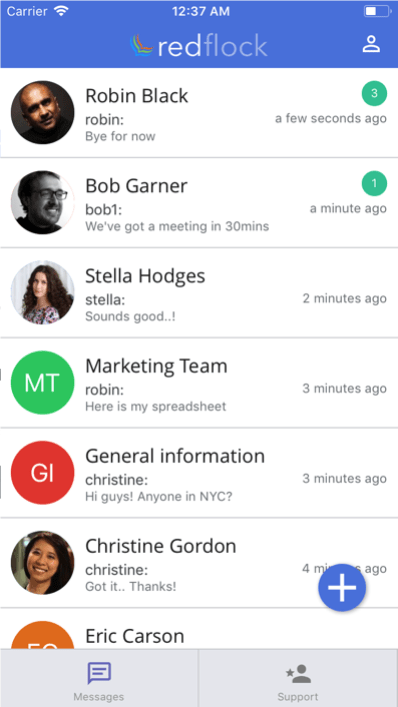 Carrier 12:37 AM
redflock
Robin Black 3
robin: a few seconds ago
Bye for now
Bob Garner 1
bob1: a minute ago
We've got a meeting in 30mins
Stella Hodges
stella: 2 minutes ago
Sounds good..!
MT Marketing Team
robin: 3 minutes ago
Here is my spreadsheet
GI General information
christine: 3 minutes ago
Hi guys! Anyone in NYC?
Christine Gordon
christine: 4 minutes ago
Got it.. Thanks!
Eric Carson
Messages Support